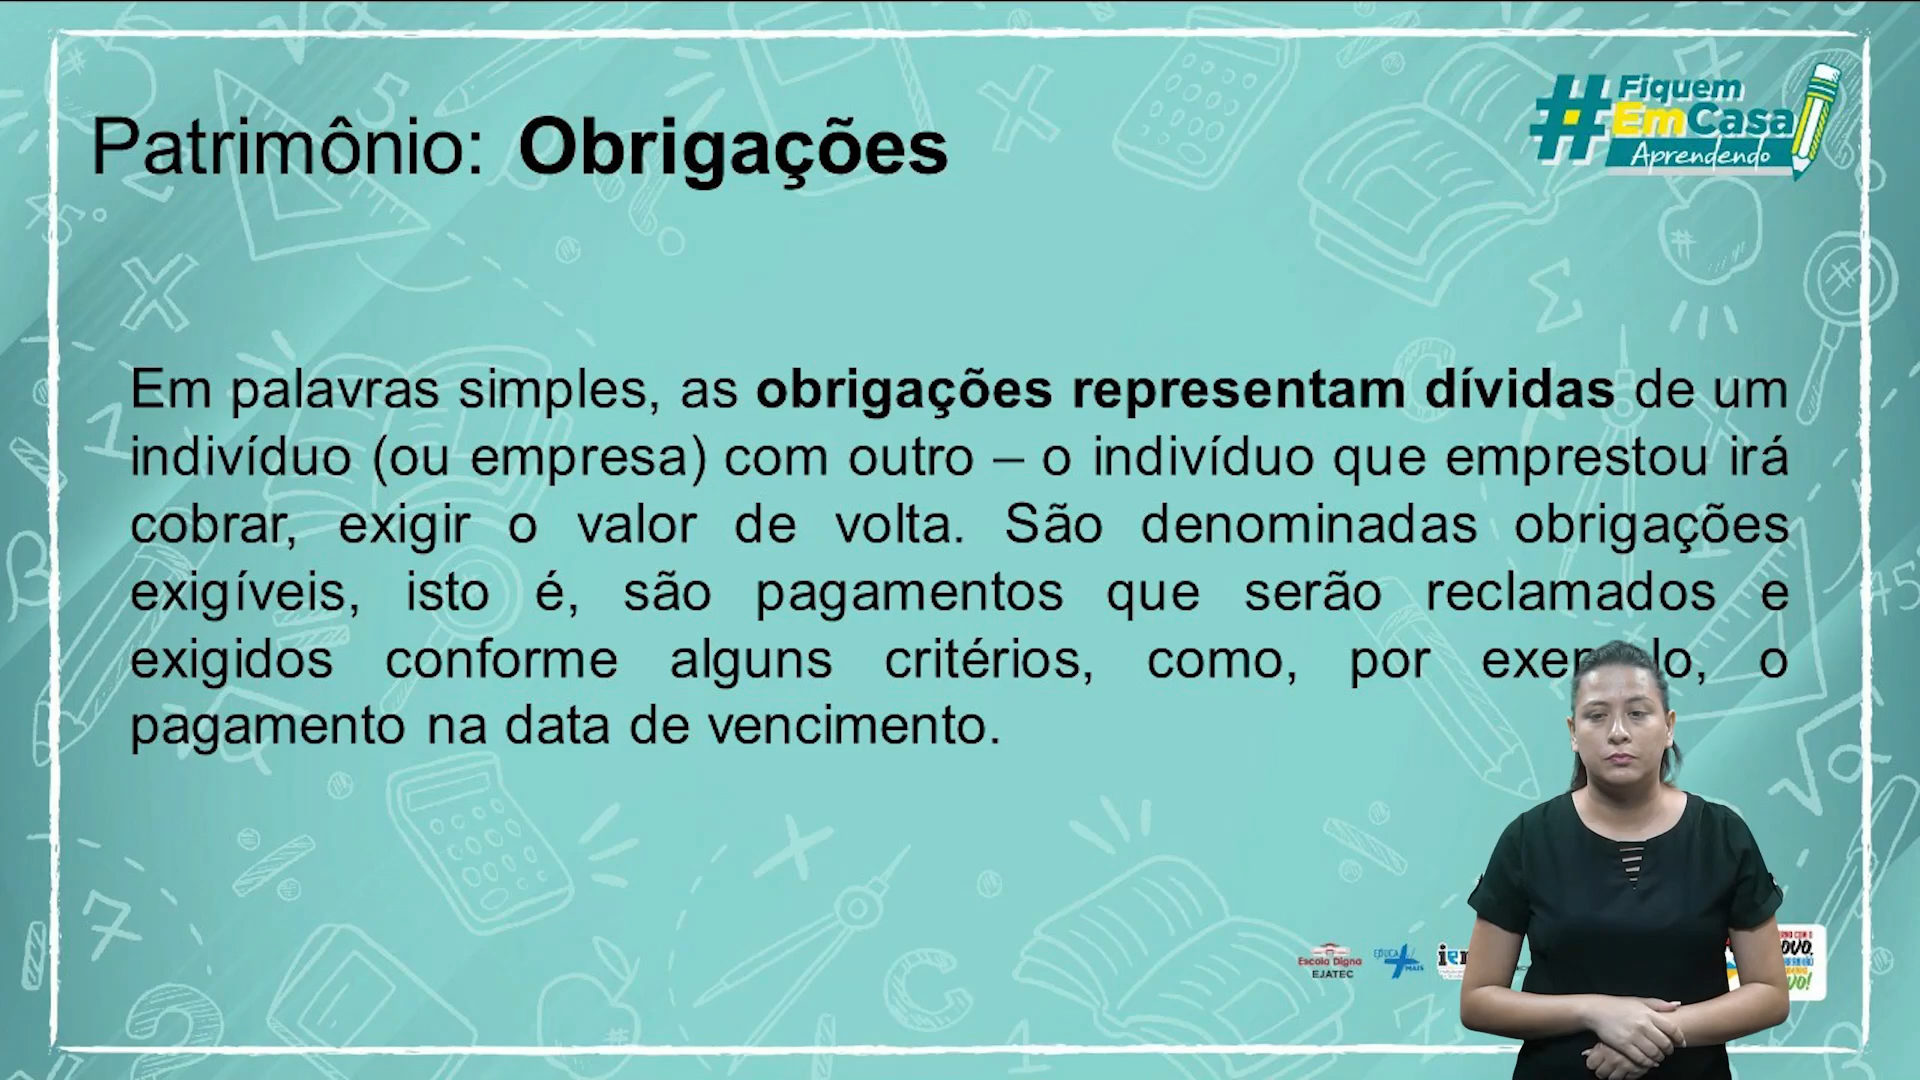 Patrimônio: Obrigações
#Fiquem
EmCasa
Aprendendo
Em palavras simples, as obrigações representam dívidas de um
indivíduo (ou empresa) com outro – o indivíduo que emprestou irá
cobrar, exigir o valor de volta. São denominadas obrigações
exigíveis, isto é, são pagamentos que serão reclamados e
exigidos conforme alguns critérios, como, por o
pagamento na data de vencimento.
Escola Digna
EJATEC
EDUCA
MAIS